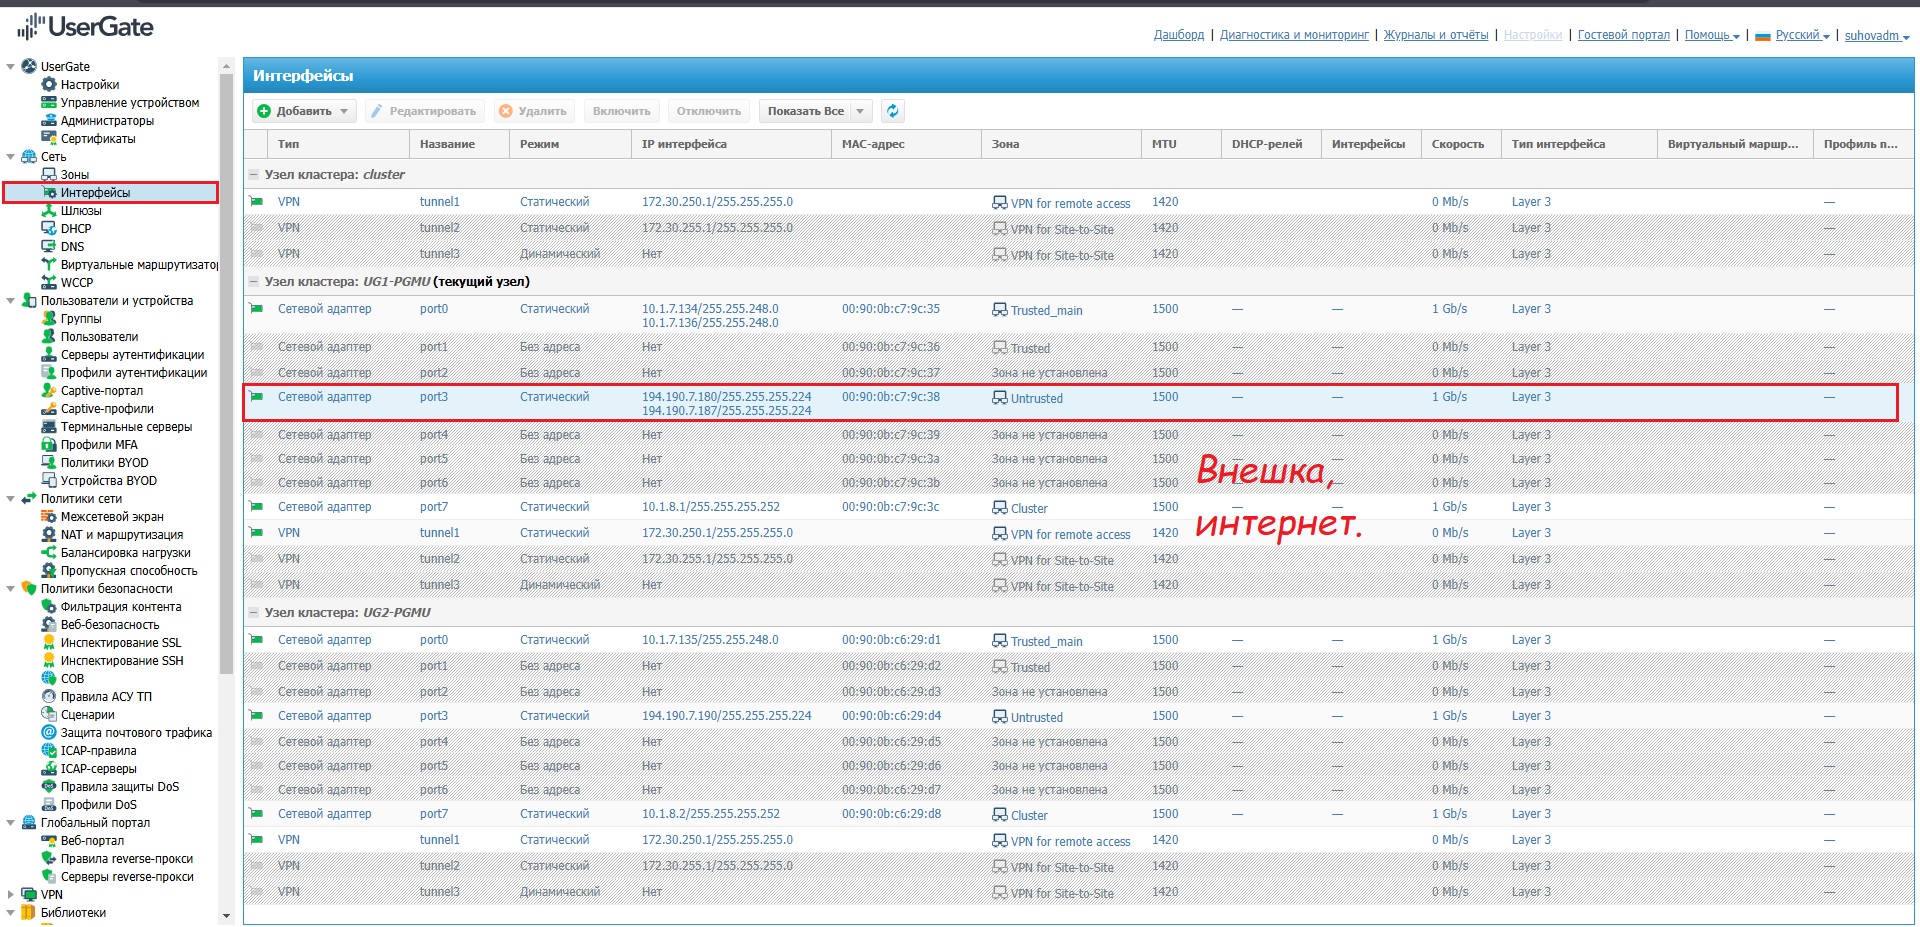 UserGate
Дашборд | Диагностика и мониторинг | Журналы и отчёты | Настройки | Гостевой портал | Помощь | Русский | suhovadm
UserGate
Настройки
Управление устройством
Администраторы
Сертификаты
Сеть
Зоны
Интерфейсы
Шлюзы
DHCP
DNS
Виртуальные маршрутизатор
WCCP
Пользователи и устройства
Группы
Пользователи
Серверы аутентификации
Профили аутентификации
Captive-портал
Captive-профили
Терминальные серверы
Профили MFA
Политики BYOD
Устройства BYOD
Политики сети
Межсетевой экран
NAT и маршрутизация
Балансировка нагрузки
Пропускная способность
Политики безопасности
Фильтрация контента
Веб-безопасность
Инспектирование SSL
Инспектирование SSH
СОВ
Правила АСУ ТП
Сценарии
Защита почтового трафика
ICAP-правила
ICAP-серверы
Правила защиты DoS
Профили DoS
Глобальный портал
Веб-портал
Правила reverse-прокси
Серверы reverse-прокси
VPN
Библиотеки
Интерфейсы
Добавить Редактировать Удалить Включить Отключить Показать Все
Тип Название Режим IP интерфейса MAC-адрес Зона MTU DHCP-релей Интерфейсы Скорость Тип интерфейса Виртуальный маршр... Профиль п...
Узел кластера: cluster
VPN tunnel1 Статический 172.30.250.1/255.255.255.0 VPN for remote access 1420 0 Mb/s Layer 3 —
VPN tunnel2 Статический 172.30.255.1/255.255.255.0 VPN for Site-to-Site 1420 0 Mb/s Layer 3 —
VPN tunnel3 Динамический Нет VPN for Site-to-Site 1420 0 Mb/s Layer 3 —
Узел кластера: UG1-PGMU (текущий узел)
Сетевой адаптер port0 Статический 10.1.7.134/255.255.248.0 00:90:0b:c7:9c:35 Trusted_main 1500 — — 1 Gb/s Layer 3 —
10.1.7.136/255.255.248.0
Сетевой адаптер port1 Без адреса Нет 00:90:0b:c7:9c:36 Trusted 1500 — — 0 Mb/s Layer 3 —
Сетевой адаптер port2 Без адреса Нет 00:90:0b:c7:9c:37 Зона не установлена 1500 — — 0 Mb/s Layer 3 —
Сетевой адаптер port3 Статический 194.190.7.180/255.255.255.224 00:90:0b:c7:9c:38 Untrusted 1500 — — 1 Gb/s Layer 3 —
194.190.7.187/255.255.255.224
Сетевой адаптер port4 Без адреса Нет 00:90:0b:c7:9c:39 Зона не установлена 1500 — — 0 Mb/s Layer 3 —
Сетевой адаптер port5 Без адреса Нет 00:90:0b:c7:9c:3a Зона не установлена 1500 — — 0 Mb/s Layer 3 —
Сетевой адаптер port6 Без адреса Нет 00:90:0b:c7:9c:3b Зона не установлена 1500 — — 0 Mb/s Layer 3 —
Сетевой адаптер port7 Статический 10.1.8.1/255.255.255.252 00:90:0b:c7:9c:3c Cluster 1500 — — 1 Gb/s Layer 3 —
VPN tunnel1 Статический 172.30.250.1/255.255.255.0 VPN for remote access 1420 0 Mb/s Layer 3 —
VPN tunnel2 Статический 172.30.255.1/255.255.255.0 VPN for Site-to-Site 1420 0 Mb/s Layer 3 —
VPN tunnel3 Динамический Нет VPN for Site-to-Site 1420 0 Mb/s Layer 3 —
Внешка,
интернет.
Узел кластера: UG2-PGMU
Сетевой адаптер port0 Статический 10.1.7.135/255.255.248.0 00:90:0b:c6:29:d1 Trusted_main 1500 — — 1 Gb/s Layer 3 —
Сетевой адаптер port1 Без адреса Нет 00:90:0b:c6:29:d2 Trusted 1500 — — 0 Mb/s Layer 3 —
Сетевой адаптер port2 Без адреса Нет 00:90:0b:c6:29:d3 Зона не установлена 1500 — — 0 Mb/s Layer 3 —
Сетевой адаптер port3 Статический 194.190.7.190/255.255.255.224 00:90:0b:c6:29:d4 Untrusted 1500 — — 1 Gb/s Layer 3 —
Сетевой адаптер port4 Без адреса Нет 00:90:0b:c6:29:d5 Зона не установлена 1500 — — 0 Mb/s Layer 3 —
Сетевой адаптер port5 Без адреса Нет 00:90:0b:c6:29:d6 Зона не установлена 1500 — — 0 Mb/s Layer 3 —
Сетевой адаптер port6 Без адреса Нет 00:90:0b:c6:29:d7 Зона не установлена 1500 — — 0 Mb/s Layer 3 —
Сетевой адаптер port7 Статический 10.1.8.2/255.255.255.252 00:90:0b:c6:29:d8 Cluster 1500 — — 1 Gb/s Layer 3 —
VPN tunnel1 Статический 172.30.250.1/255.255.255.0 VPN for remote access 1420 0 Mb/s Layer 3 —
VPN tunnel2 Статический 172.30.255.1/255.255.255.0 VPN for Site-to-Site 1420 0 Mb/s Layer 3 —
VPN tunnel3 Динамический Нет VPN for Site-to-Site 1420 0 Mb/s Layer 3 —